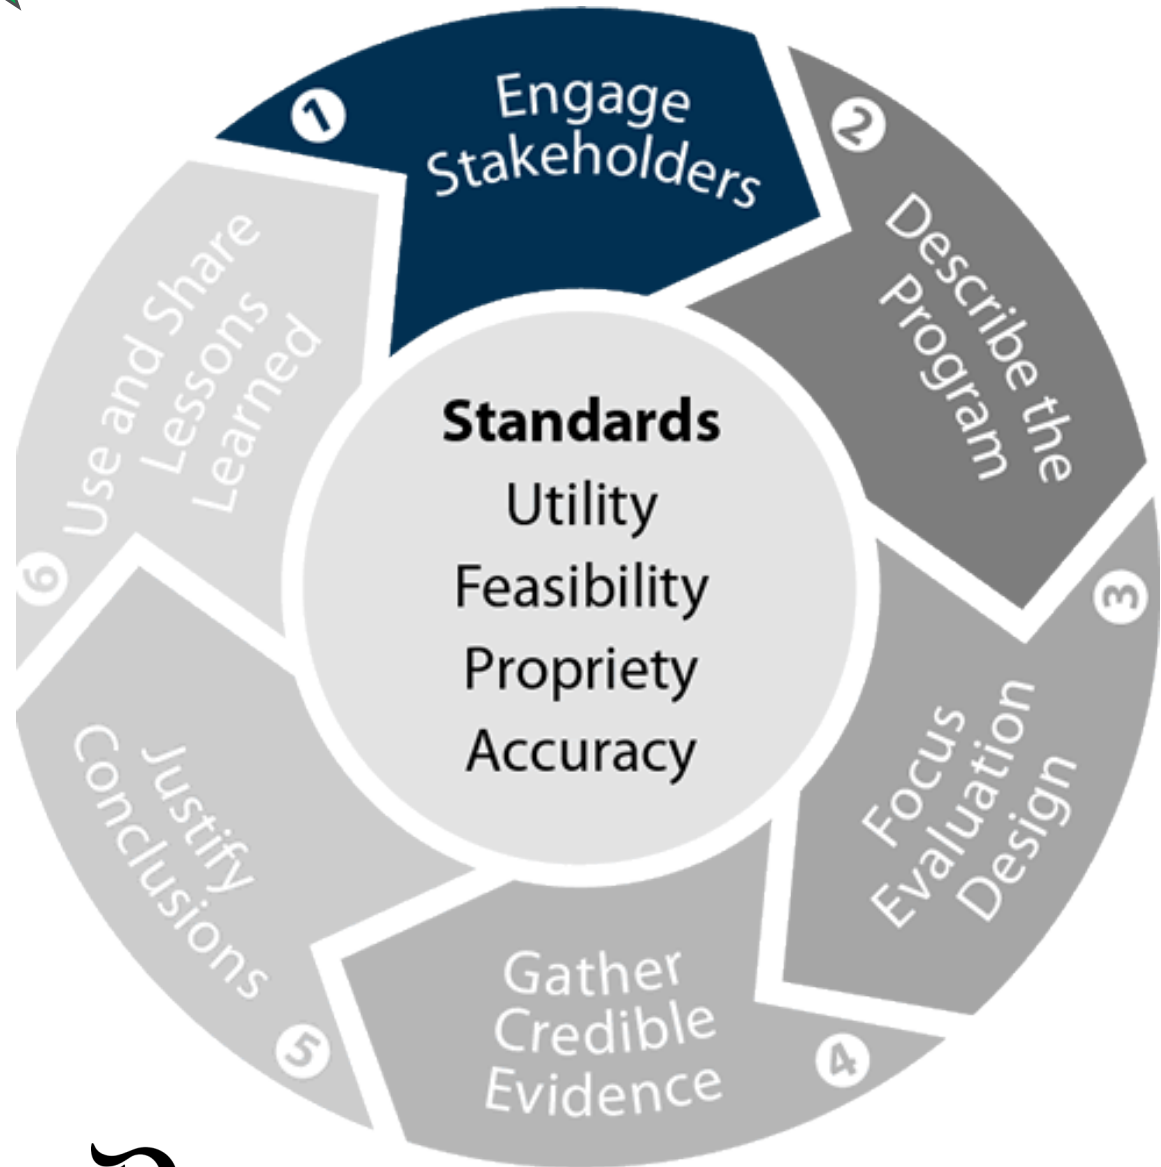 1
Engage
Stakeholders
2
Describe the
Program
3
Focus
Evaluation
Design
4
Gather
Credible
Evidence
5
Justify
Conclusions
6
Use and Share
Lessons
Learned
Standards
Utility
Feasibility
Propriety
Accuracy